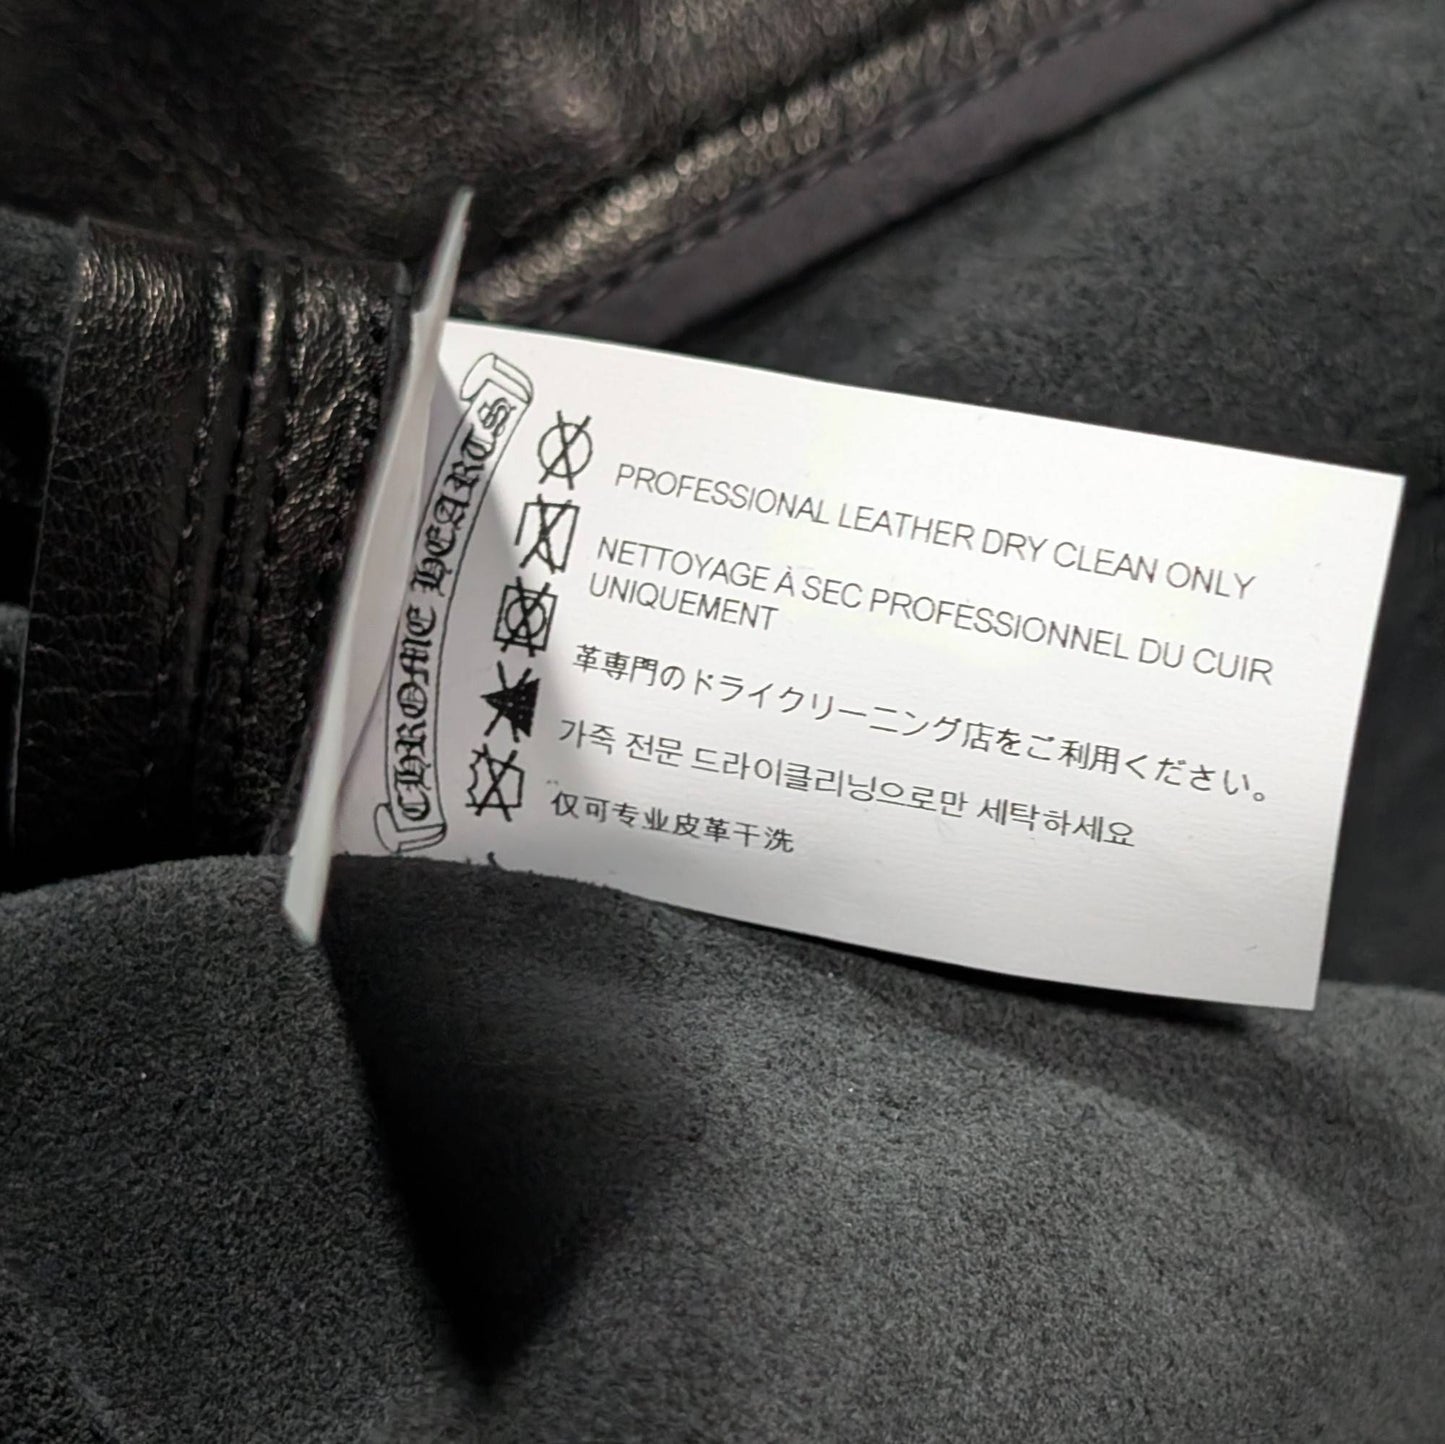 CHROME HEARTS
PROFESSIONAL LEATHER DRY CLEAN ONLY
NETTOYAGE À SEC PROFESSIONNEL DU CUIR
UNIQUEMENT
革専門のドライクリーニング店をご利用ください。
가죽 전문 드라이클리닝으로만 세탁하세요
仅可专业皮革干洗